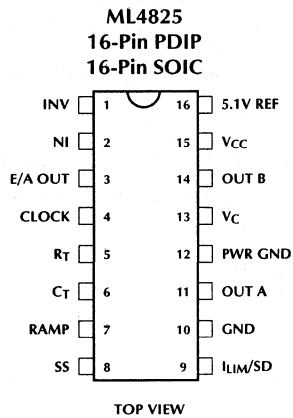 ML4825
16-Pin PDIP
16-Pin SOIC
INV 1 16 5.1V REF
NI 2 15 VCC
E/A OUT 3 14 OUT B
CLOCK 4 13 VC
RT 5 12 PWR GND
CT 6 11 OUT A
RAMP 7 10 GND
SS 8 9 ILIM/SD
TOP VIEW